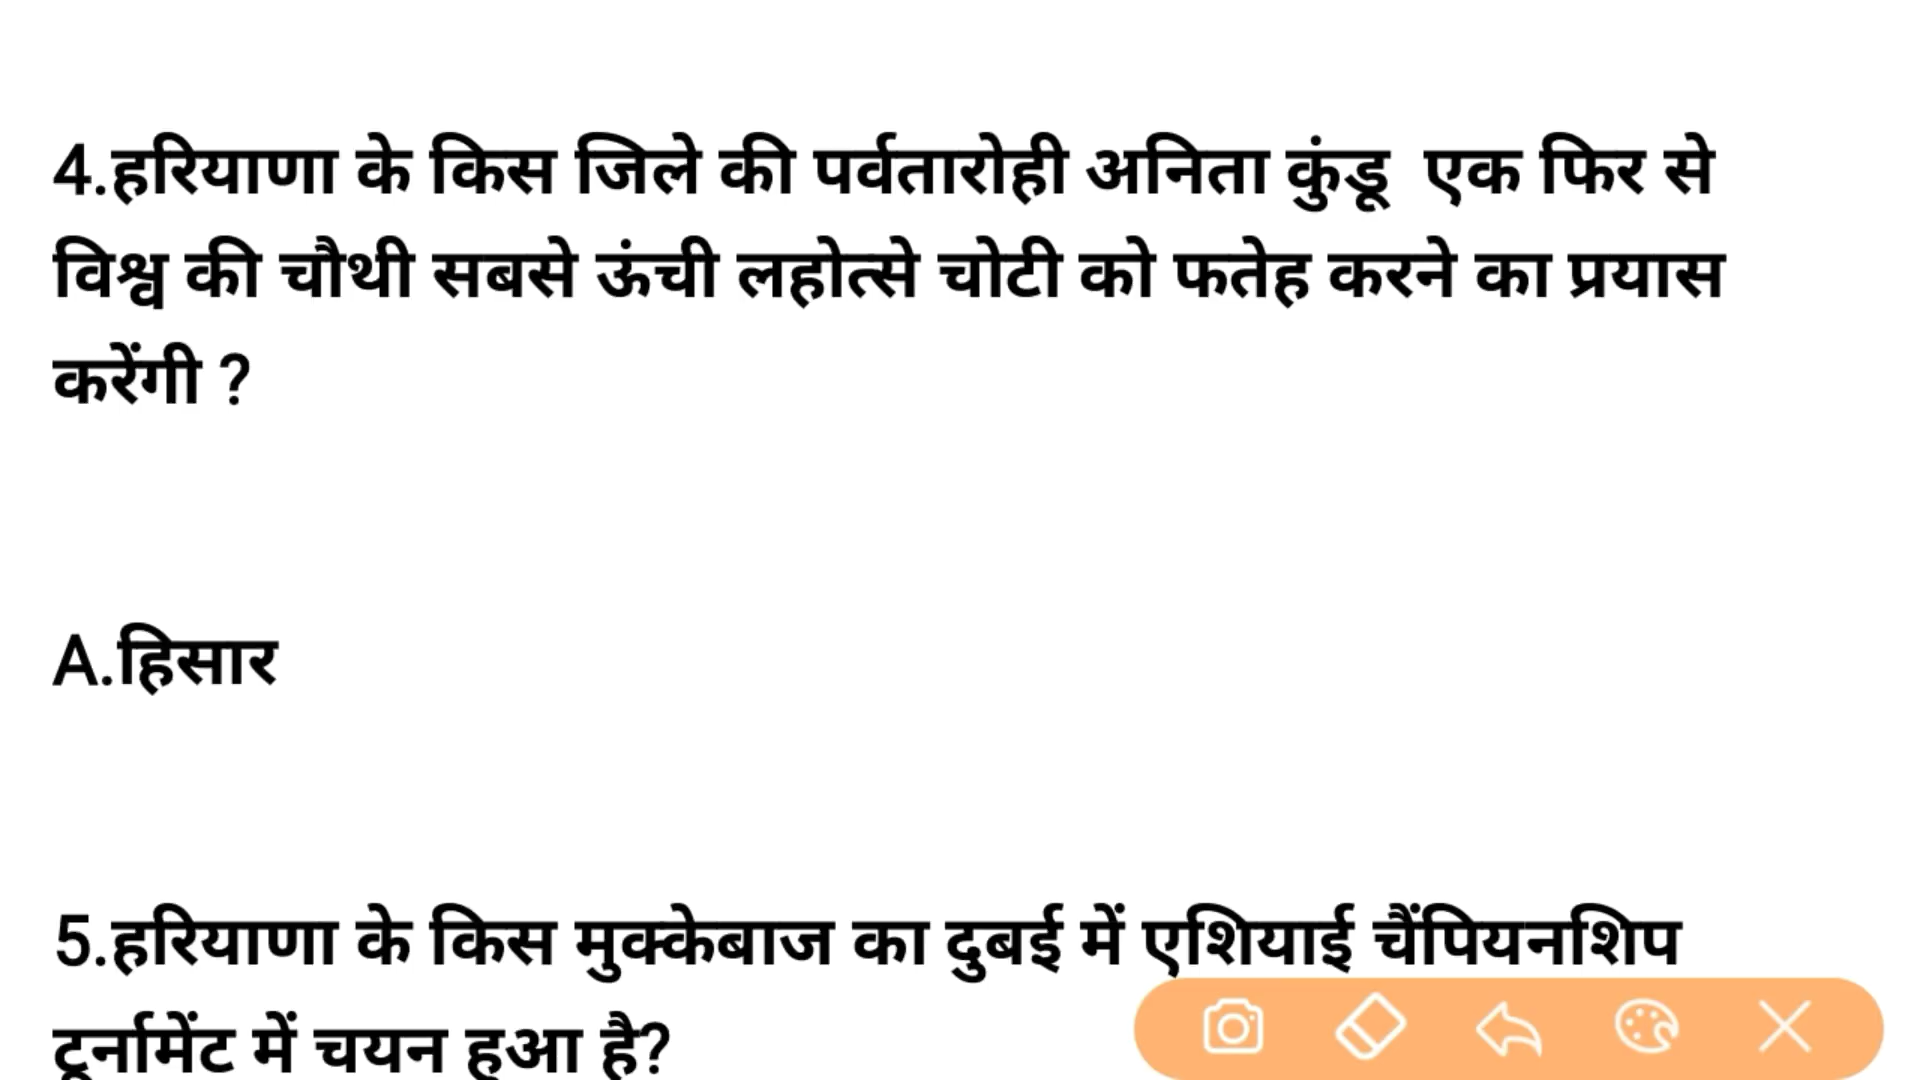 4.हरियाणा के किस जिले की पर्वतारोही अनिता कुंडू एक फिर से
विश्व की चौथी सबसे ऊंची लहोत्से चोटी को फतेह करने का प्रयास
करेंगी ?
A.हिसार
5.हरियाणा के किस मुक्केबाज का दुबई में एशियाई चैंपियनशिप
टूर्नामेंट में चयन हुआ है?